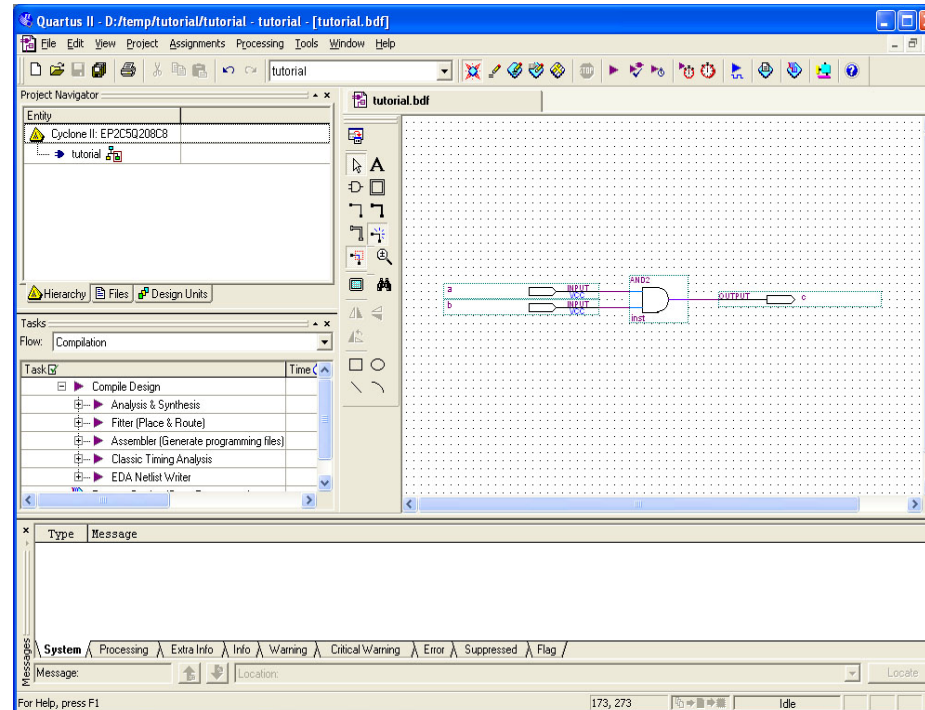 Quartus II - D:/temp/tutorial/tutorial - tutorial - [tutorial.bdf]
File Edit View Project Assignments Processing Tools Window Help
tutorial
Project Navigator
Entity
Cyclone II: EP2C5Q208C8
tutorial
Hierarchy Files Design Units
Tasks
Flow: Compilation
Task Time
Compile Design
Analysis & Synthesis
Fitter (Place & Route)
Assembler (Generate programming files)
Classic Timing Analysis
EDA Netlist Writer
tutorial.bdf
A
AND2
a INPUT
VCC
b INPUT
VCC
inst
OUTPUT c
Type Message
System Processing Extra Info Info Warning Critical Warning Error Suppressed Flag
Messages
Message: Location: Locate
For Help, press F1 173, 273 Idle